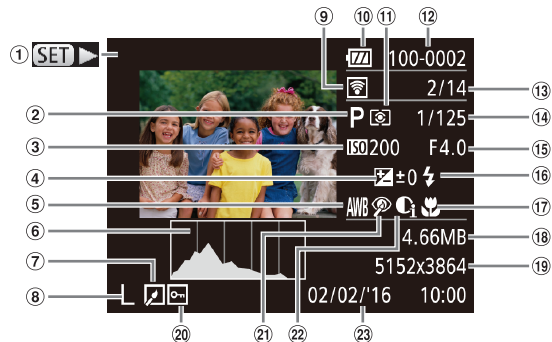 ① SET ⑨ ⑩ ⑪ ⑫
100-0002
2/14 ⑬
② P 1/125 ⑭
③ ISO 200 F4.0 ⑮
④ ±0 ⑯
⑤ AWB i ⑰
⑥ 4.66MB ⑱
5152x3864 ⑲
⑦
⑧ L 02/02/'16 10:00
⑳ ㉑ ㉒ ㉓